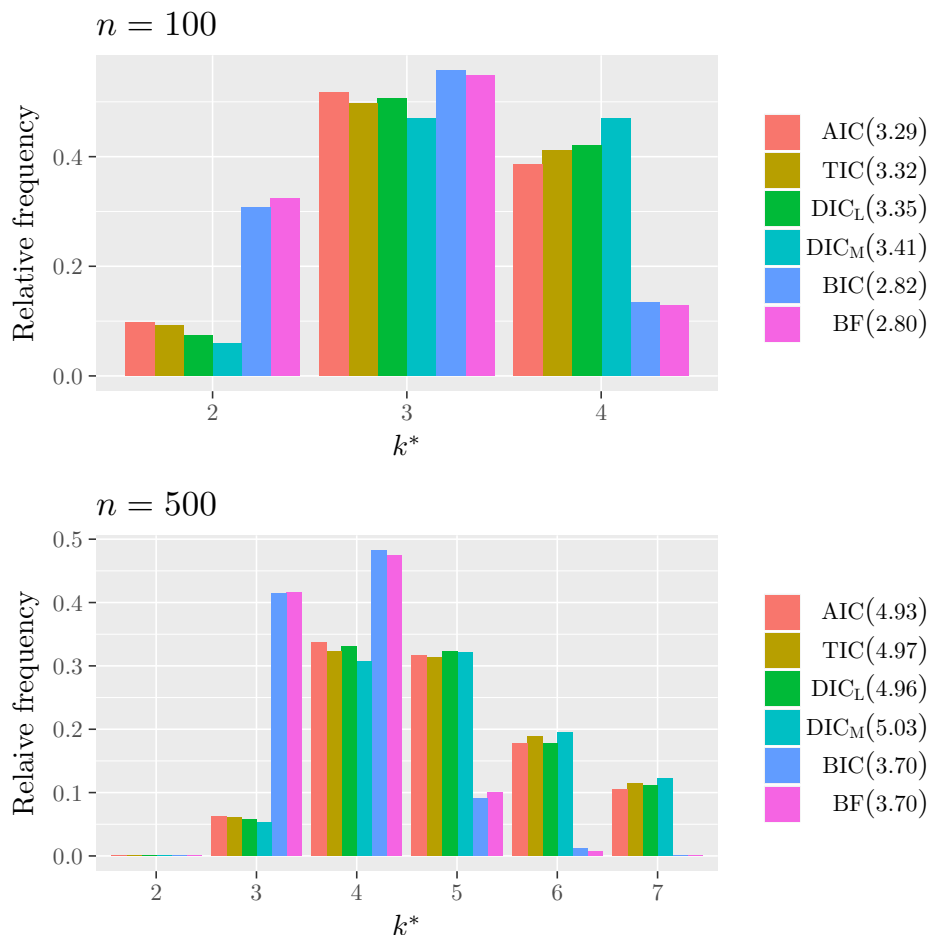 n = 100
Relative frequency
0.4
0.2
0.0
2 3 4
k*
AIC(3.29)
TIC(3.32)
DIC_L(3.35)
DIC_M(3.41)
BIC(2.82)
BF(2.80)
n = 500
Relaive frequency
0.5
0.4
0.3
0.2
0.1
0.0
2 3 4 5 6 7
k*
AIC(4.93)
TIC(4.97)
DIC_L(4.96)
DIC_M(5.03)
BIC(3.70)
BF(3.70)